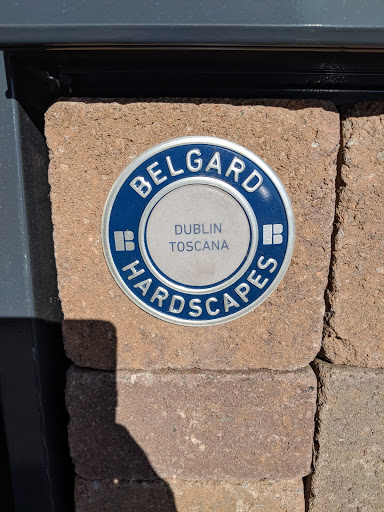 BELGARD
DUBLIN
TOSCANA
B B
HARDSCAPES